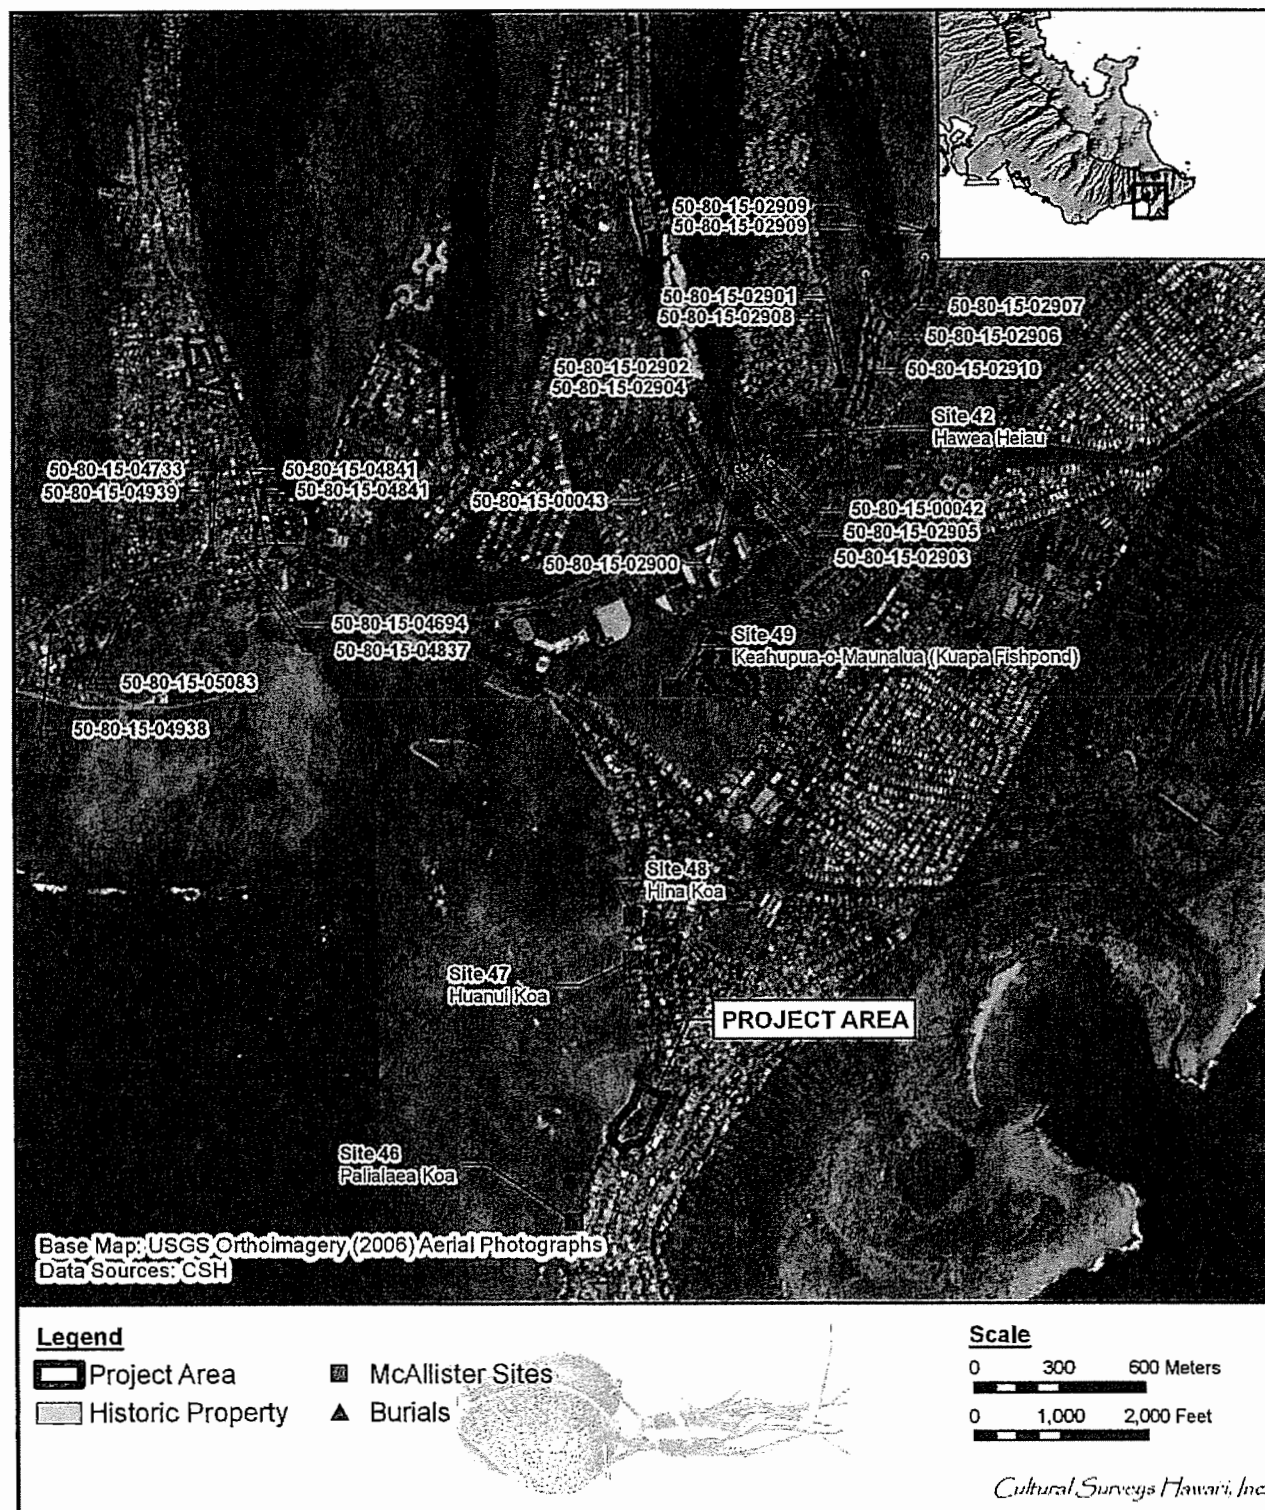 50-80-15-02909
50-80-15-02909
50-80-15-02901
50-80-15-02908
50-80-15-02907
50-80-15-02906
50-80-15-02902
50-80-15-02904
50-80-15-02910
Site 42
Hawea Heiau
50-80-15-04733
50-80-15-04939
50-80-15-04841
50-80-15-04841
50-80-15-00043
50-80-15-00042
50-80-15-02905
50-80-15-02903
50-80-15-02900
50-80-15-04694
50-80-15-04837
Site 49
Keahupua-o-Maunalua (Kuapa Fishpond)
50-80-15-05083
50-80-15-04938
Site 48
Hina Koa
Site 47
Huanui Koa
PROJECT AREA
Site 46
Palialaea Koa
Base Map: USGS Orthoimagery (2006) Aerial Photographs
Data Sources: CSH
Legend
Project Area
McAllister Sites
Historic Property
Burials
Scale
0 300 600 Meters
0 1,000 2,000 Feet
Cultural Surveys Hawai'i, Inc